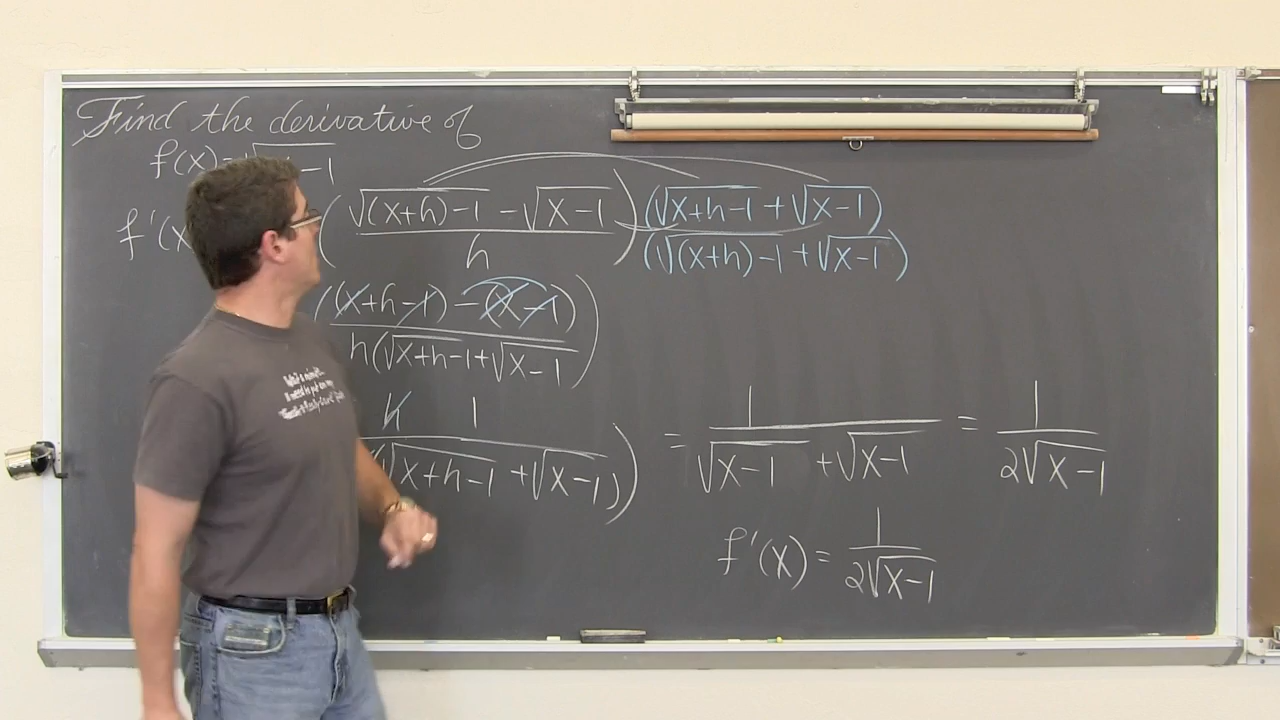 Find the derivative of
f(x) = √x-1
f'(x) ( √(x+h)-1 - √x-1 / h ) (√x+h-1 + √x-1) / (√(x+h)-1 + √x-1)
((x+h-1) - (x-1)) / h(√x+h-1 + √x-1)
h 1 / (√x+h-1 + √x-1)) = 1 / √x-1 + √x-1 = 1 / 2√x-1
f'(x) = 1 / 2√x-1